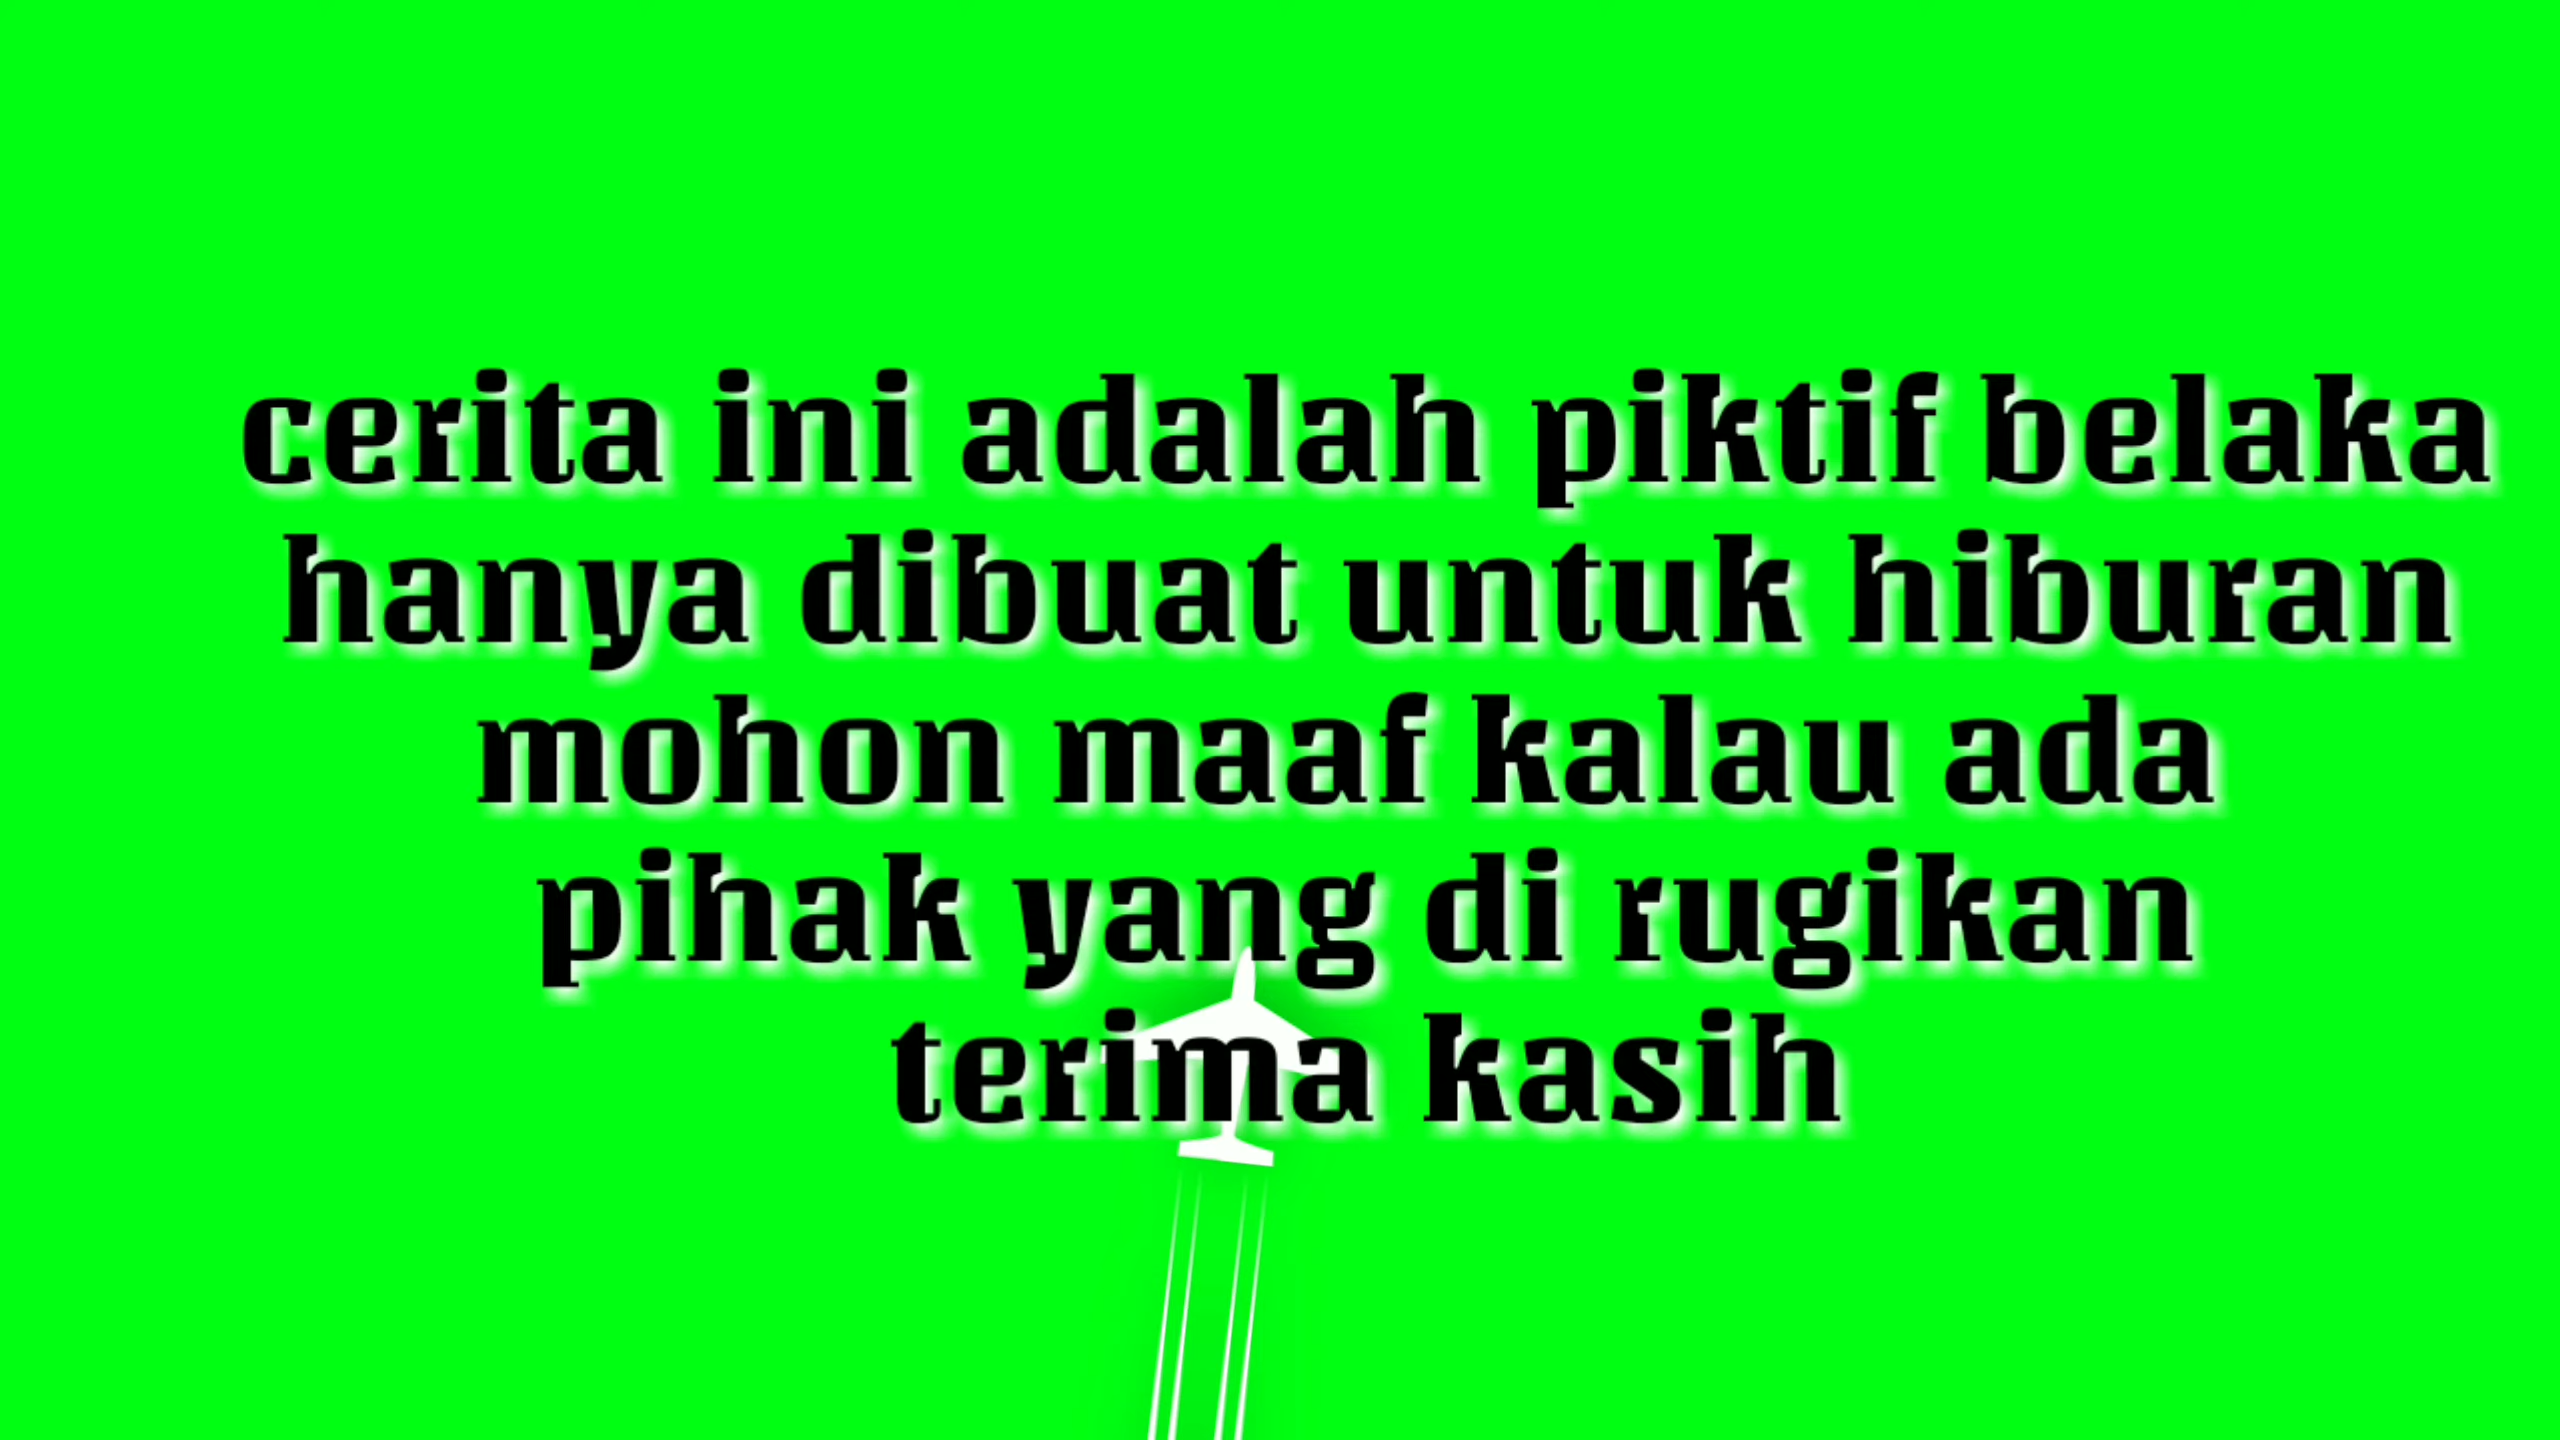 cerita ini adalah piktif belaka
hanya dibuat untuk hiburan
mohon maaf kalau ada
pihak yang di rugikan
terima kasih